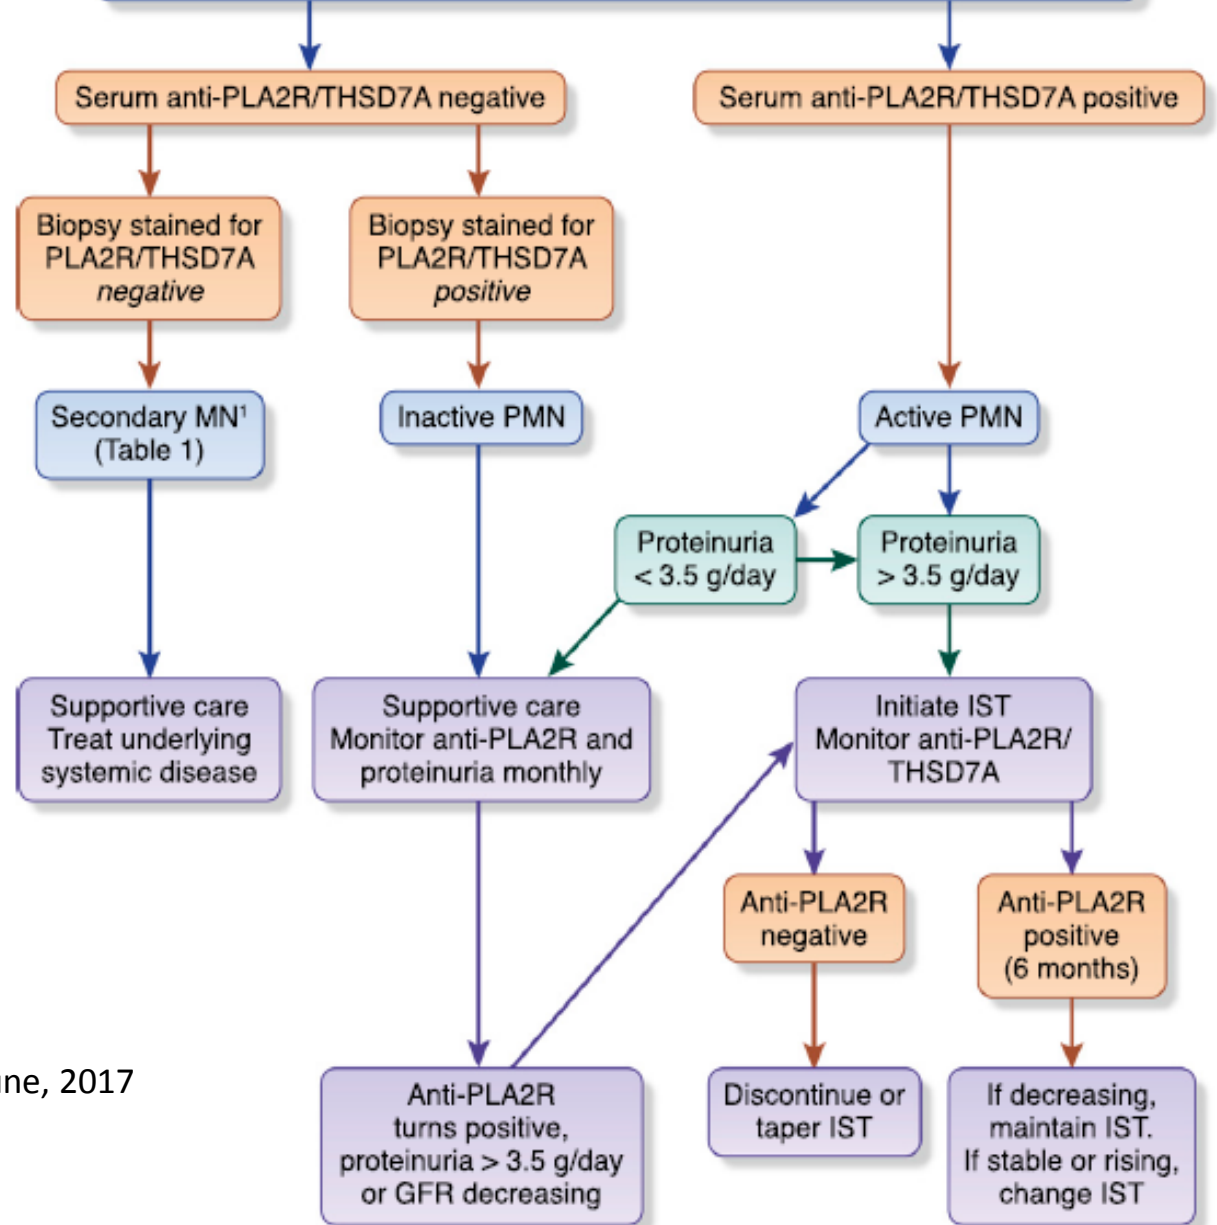 Serum anti-PLA2R/THSD7A negative
Serum anti-PLA2R/THSD7A positive
Biopsy stained for
PLA2R/THSD7A
negative
Biopsy stained for
PLA2R/THSD7A
positive
Secondary MN¹
(Table 1)
Inactive PMN
Active PMN
Proteinuria
< 3.5 g/day
Proteinuria
> 3.5 g/day
Supportive care
Treat underlying
systemic disease
Supportive care
Monitor anti-PLA2R and
proteinuria monthly
Initiate IST
Monitor anti-PLA2R/
THSD7A
Anti-PLA2R
negative
Anti-PLA2R
positive
(6 months)
, 2017
Anti-PLA2R
turns positive,
proteinuria > 3.5 g/day
or GFR decreasing
Discontinue or
taper IST
If decreasing,
maintain IST.
If stable or rising,
change IST